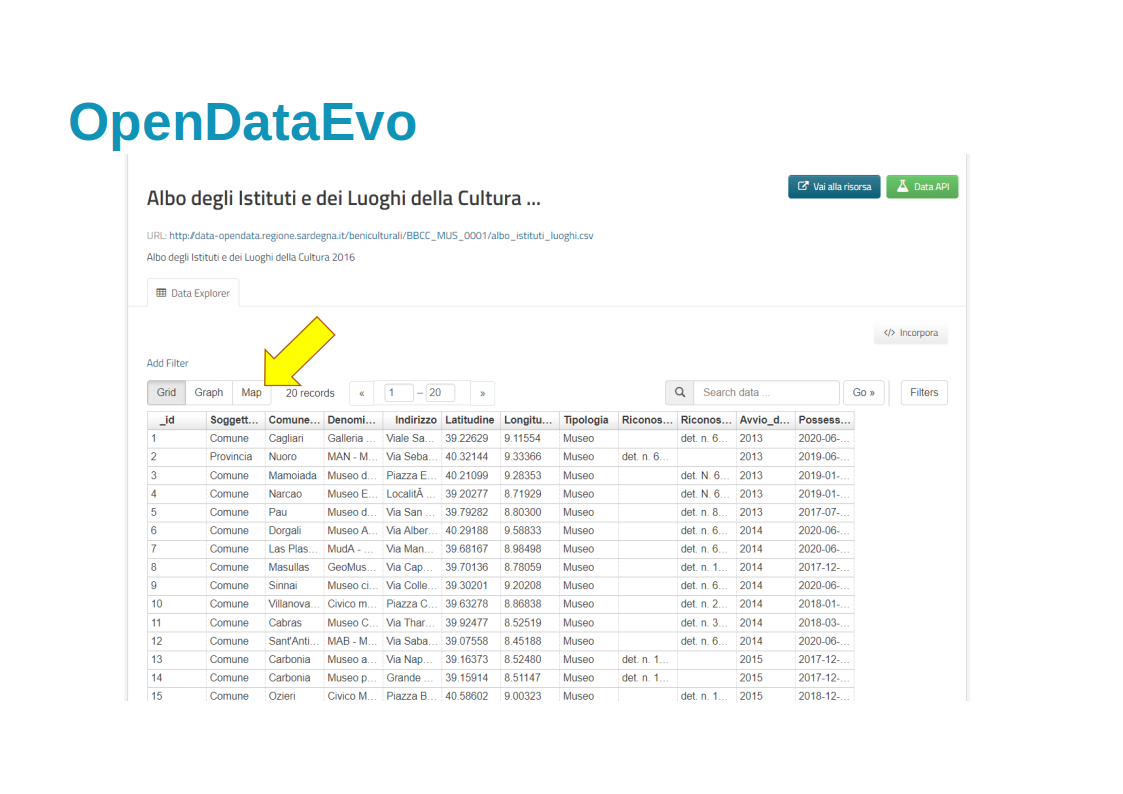 OpenDataEvo
Albo degli Istituti e dei Luoghi della Cultura ...
Vai alla risorsa Data API
URL: http://data-opendata.regione.sardegna.it/beniculturali/BBCC_MUS_0001/albo_istituti_luoghi.csv
Albo degli Istituti e dei Luoghi della Cultura 2016
Data Explorer
</> Incorpora
Add Filter
Grid Graph Map 20 records « 1 – 20 » Search data ... Go » Filters
_id Soggett... Comune... Denomi... Indirizzo Latitudine Longitu... Tipologia Riconos... Riconos... Avvio_d... Possess...
1 Comune Cagliari Galleria ... Viale Sa... 39.22629 9.11554 Museo det. n. 6... 2013 2020-06-...
2 Provincia Nuoro MAN - M... Via Seba... 40.32144 9.33366 Museo det. n. 6... 2013 2019-06-...
3 Comune Mamoiada Museo d... Piazza E... 40.21099 9.28353 Museo det. N. 6... 2013 2019-01-...
4 Comune Narcao Museo E... LocalitÃ ... 39.20277 8.71929 Museo det. N. 6... 2013 2019-01-...
5 Comune Pau Museo d... Via San ... 39.79282 8.80300 Museo det. n. 8... 2013 2017-07-...
6 Comune Dorgali Museo A... Via Alber... 40.29188 9.58833 Museo det. n. 6... 2014 2020-06-...
7 Comune Las Plas... MudA - ... Via Man... 39.68167 8.98498 Museo det. n. 6... 2014 2020-06-...
8 Comune Masullas GeoMus... Via Cap... 39.70136 8.78059 Museo det. n. 1... 2014 2017-12-...
9 Comune Sinnai Museo ci... Via Colle... 39.30201 9.20208 Museo det. n. 6... 2014 2020-06-...
10 Comune Villanova... Civico m... Piazza C... 39.63278 8.86838 Museo det. n. 2... 2014 2018-01-...
11 Comune Cabras Museo C... Via Thar... 39.92477 8.52519 Museo det. n. 3... 2014 2018-03-...
12 Comune Sant'Anti... MAB - M... Via Saba... 39.07558 8.45188 Museo det. n. 6... 2014 2020-06-...
13 Comune Carbonia Museo a... Via Nap... 39.16373 8.52480 Museo det. n. 1... 2015 2017-12-...
14 Comune Carbonia Museo p... Grande ... 39.15914 8.51147 Museo det. n. 1... 2015 2017-12-...
15 Comune Ozieri Civico M... Piazza B... 40.58602 9.00323 Museo det. n. 1... 2015 2018-12-...